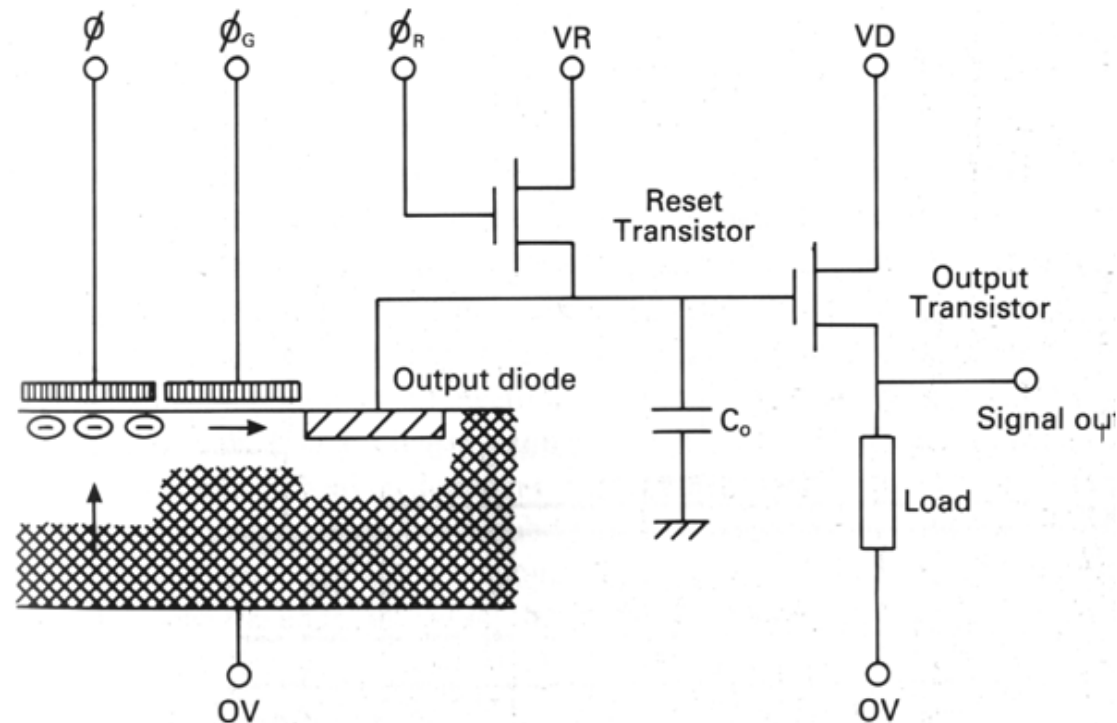 ϕ
ϕG
ϕR
VR
VD
Reset
Transistor
Output
Transistor
Output diode
Co
Signal out
Load
OV
OV